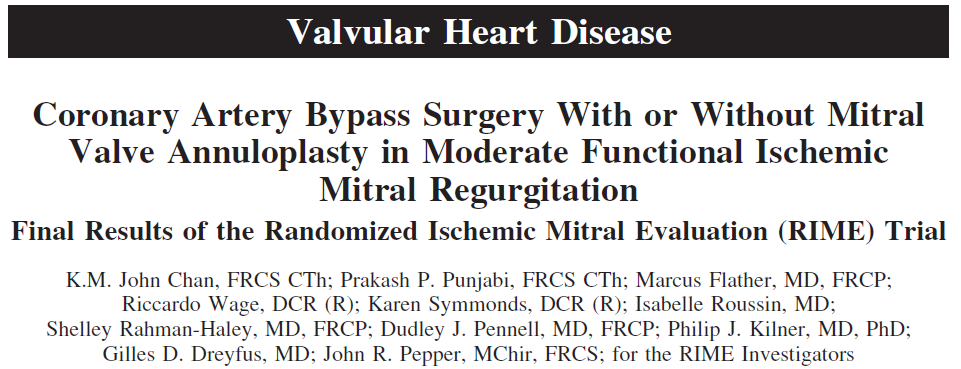 Valvular Heart Disease
Coronary Artery Bypass Surgery With or Without Mitral
Valve Annuloplasty in Moderate Functional Ischemic
Mitral Regurgitation
Final Results of the Randomized Ischemic Mitral Evaluation (RIME) Trial
K.M. John Chan, FRCS CTh; Prakash P. Punjabi, FRCS CTh; Marcus Flather, MD, FRCP;
Riccardo Wage, DCR (R); Karen Symmonds, DCR (R); Isabelle Roussin, MD;
Shelley Rahman-Haley, MD, FRCP; Dudley J. Pennell, MD, FRCP; Philip J. Kilner, MD, PhD;
Gilles D. Dreyfus, MD; John R. Pepper, MChir, FRCS; for the RIME Investigators